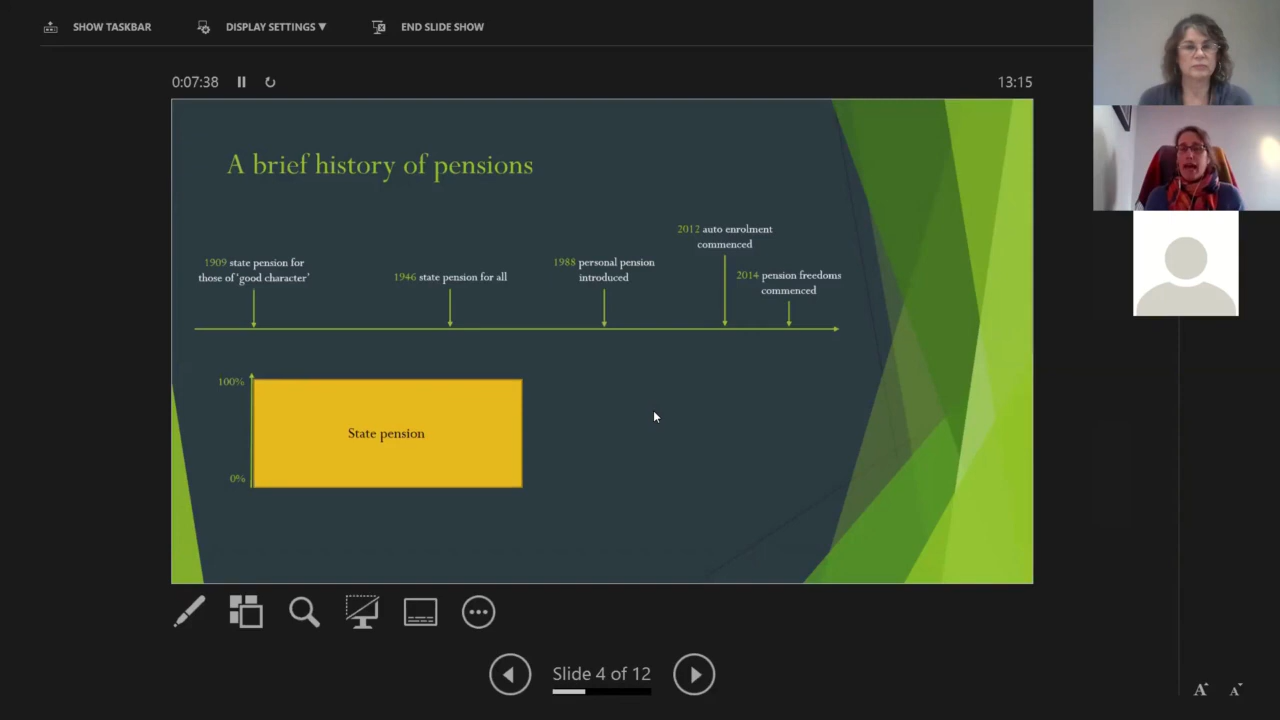 SHOW TASKBAR
DISPLAY SETTINGS ▼
END SLIDE SHOW
0:07:38
13:15
A brief history of pensions
2012 auto enrolment
commenced
1909 state pension for
those of 'good character'
1946 state pension for all
1988 personal pension
introduced
2014 pension freedoms
commenced
100%
State pension
0%
Slide 4 of 12
A
A